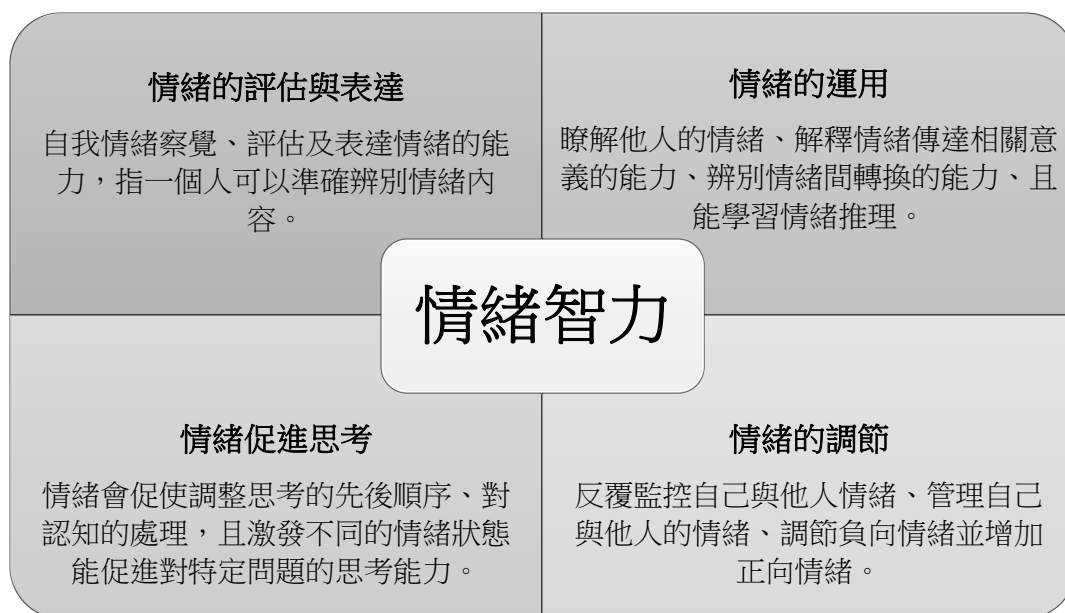 情緒的評估與表達
自我情緒察覺、評估及表達情緒的能
力，指一個人可以準確辨別情緒內
容。
情緒的運用
瞭解他人的情緒、解釋情緒傳達相關意
義的能力、辨別情緒間轉換的能力、且
能學習情緒推理。
情緒智力
情緒促進思考
情緒會促使調整思考的先後順序、對
認知的處理，且激發不同的情緒狀態
能促進對特定問題的思考能力。
情緒的調節
反覆監控自己與他人情緒、管理自己
與他人的情緒、調節負向情緒並增加
正向情緒。